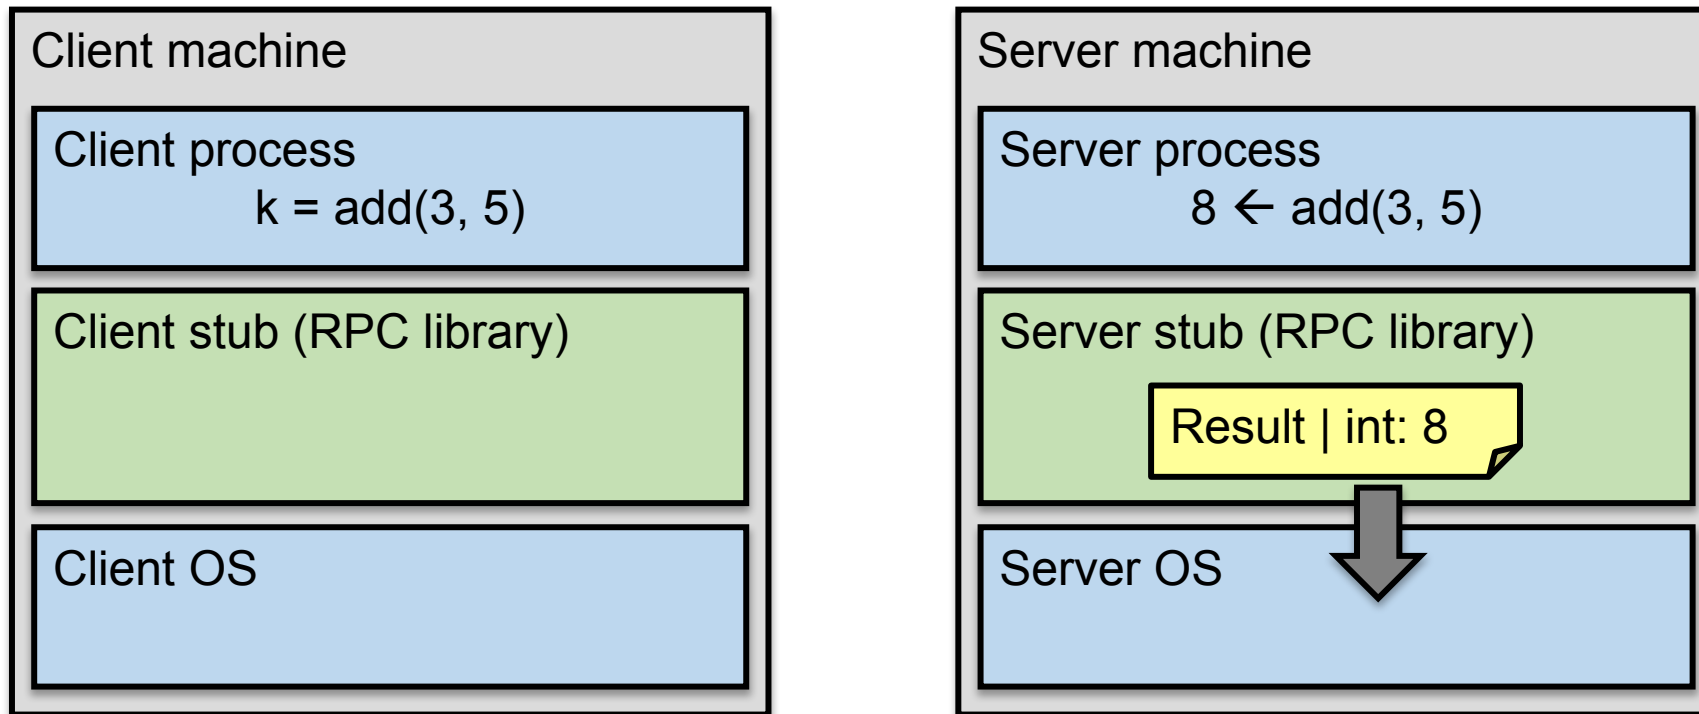 Client machine
Client process
k = add(3, 5)
Client stub (RPC library)
Client OS
Server machine
Server process
8 ← add(3, 5)
Server stub (RPC library)
Result | int: 8
Server OS